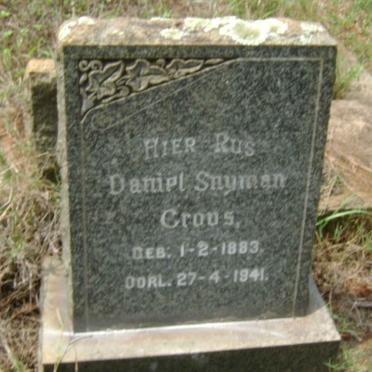 HIER RUS
Daniel Snyman
Crous.
GEB. 1-2-1883.
OORL. 27-4-1941.